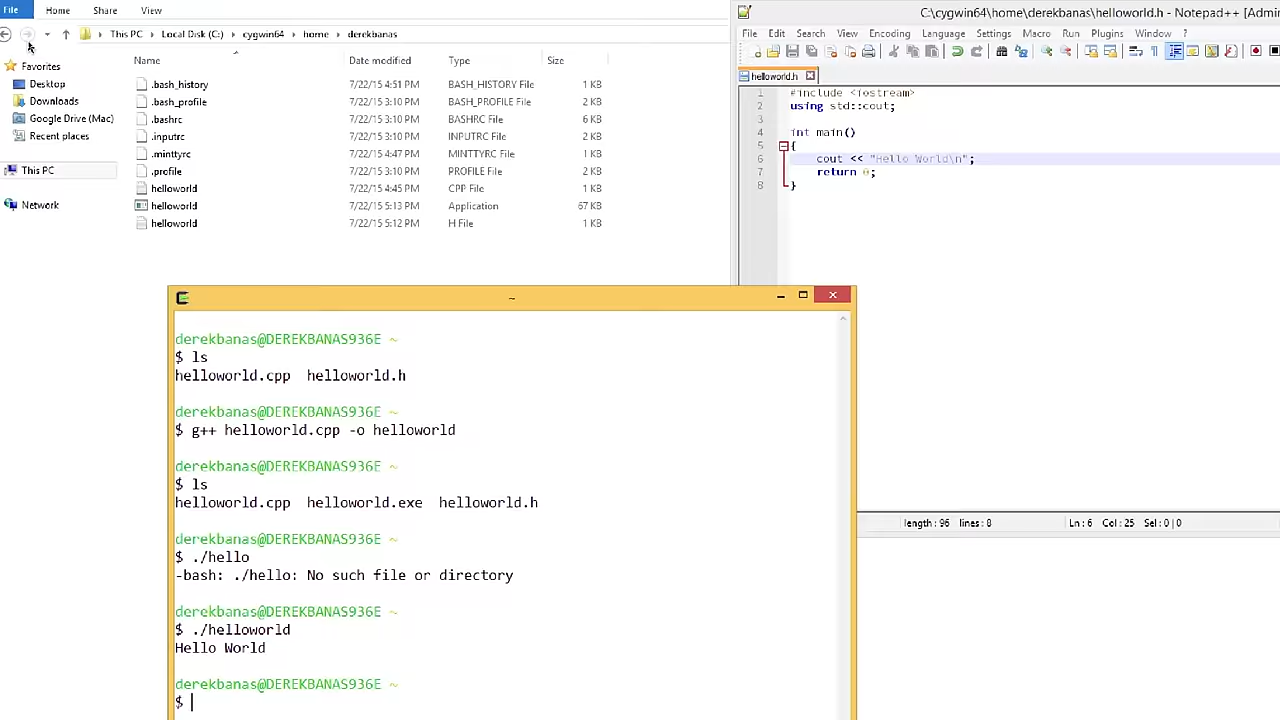 File Home Share View
This PC Local Disk (C:) cygwin64 home derekbanas
Favorites
Desktop
Downloads
Google Drive (Mac)
Recent places
This PC
Network
Name Date modified Type Size
.bash_history 7/22/15 4:51 PM BASH_HISTORY File 1 KB
.bash_profile 7/22/15 3:10 PM BASH_PROFILE File 2 KB
.bashrc 7/22/15 3:10 PM BASHRC File 6 KB
.inputrc 7/22/15 3:10 PM INPUTRC File 2 KB
.minttyrc 7/22/15 4:47 PM MINTTYRC File 1 KB
.profile 7/22/15 3:10 PM PROFILE File 2 KB
helloworld 7/22/15 4:45 PM CPP File 1 KB
helloworld 7/22/15 5:13 PM Application 67 KB
helloworld 7/22/15 5:12 PM H File 1 KB
C:\cygwin64\home\derekbanas\helloworld.h - Notepad++ [Admi
File Edit Search View Encoding Language Settings Macro Run Plugins Window ?
helloworld.h
1 #include <iostream>
2 using std::cout;
3
4 int main()
5 {
6 cout << "Hello World\n";
7 return 0;
8 }
length : 96 lines : 8 Ln : 6 Col : 25 Sel : 0 | 0
~
derekbanas@DEREKBANAS936E ~
$ ls
helloworld.cpp helloworld.h
derekbanas@DEREKBANAS936E ~
$ g++ helloworld.cpp -o helloworld
derekbanas@DEREKBANAS936E ~
$ ls
helloworld.cpp helloworld.exe helloworld.h
derekbanas@DEREKBANAS936E ~
$ ./hello
-bash: ./hello: No such file or directory
derekbanas@DEREKBANAS936E ~
$ ./helloworld
Hello World
derekbanas@DEREKBANAS936E ~
$